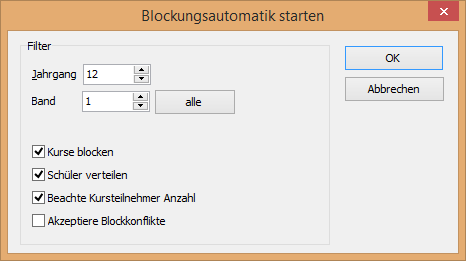 Blockungsautomatik starten
Filter
Jahrgang 12
OK
Abbrechen
Band 1 alle
Kurse blocken
Schüler verteilen
Beachte Kursteilnehmer Anzahl
Akzeptiere Blockkonflikte